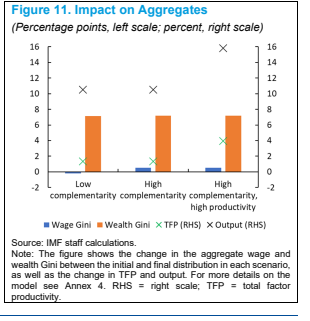 Figure 11. Impact on Aggregates
(Percentage points, left scale; percent, right scale)
16 16
14 14
12 12
10 10
8 8
6 6
4 4
2 2
0 0
-2 -2
Low complementarity
High complementarity
High complementarity, high productivity
Wage Gini Wealth Gini TFP (RHS) Output (RHS)
Source: IMF staff calculations.
Note: The figure shows the change in the aggregate wage and
wealth Gini between the initial and final distribution in each scenario,
as well as the change in TFP and output. For more details on the
model see Annex 4. RHS = right scale; TFP = total factor
productivity.